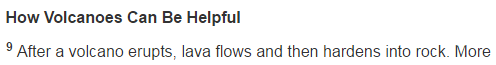 How Volcanoes Can Be Helpful
9 After a volcano erupts, lava flows and then hardens into rock. More